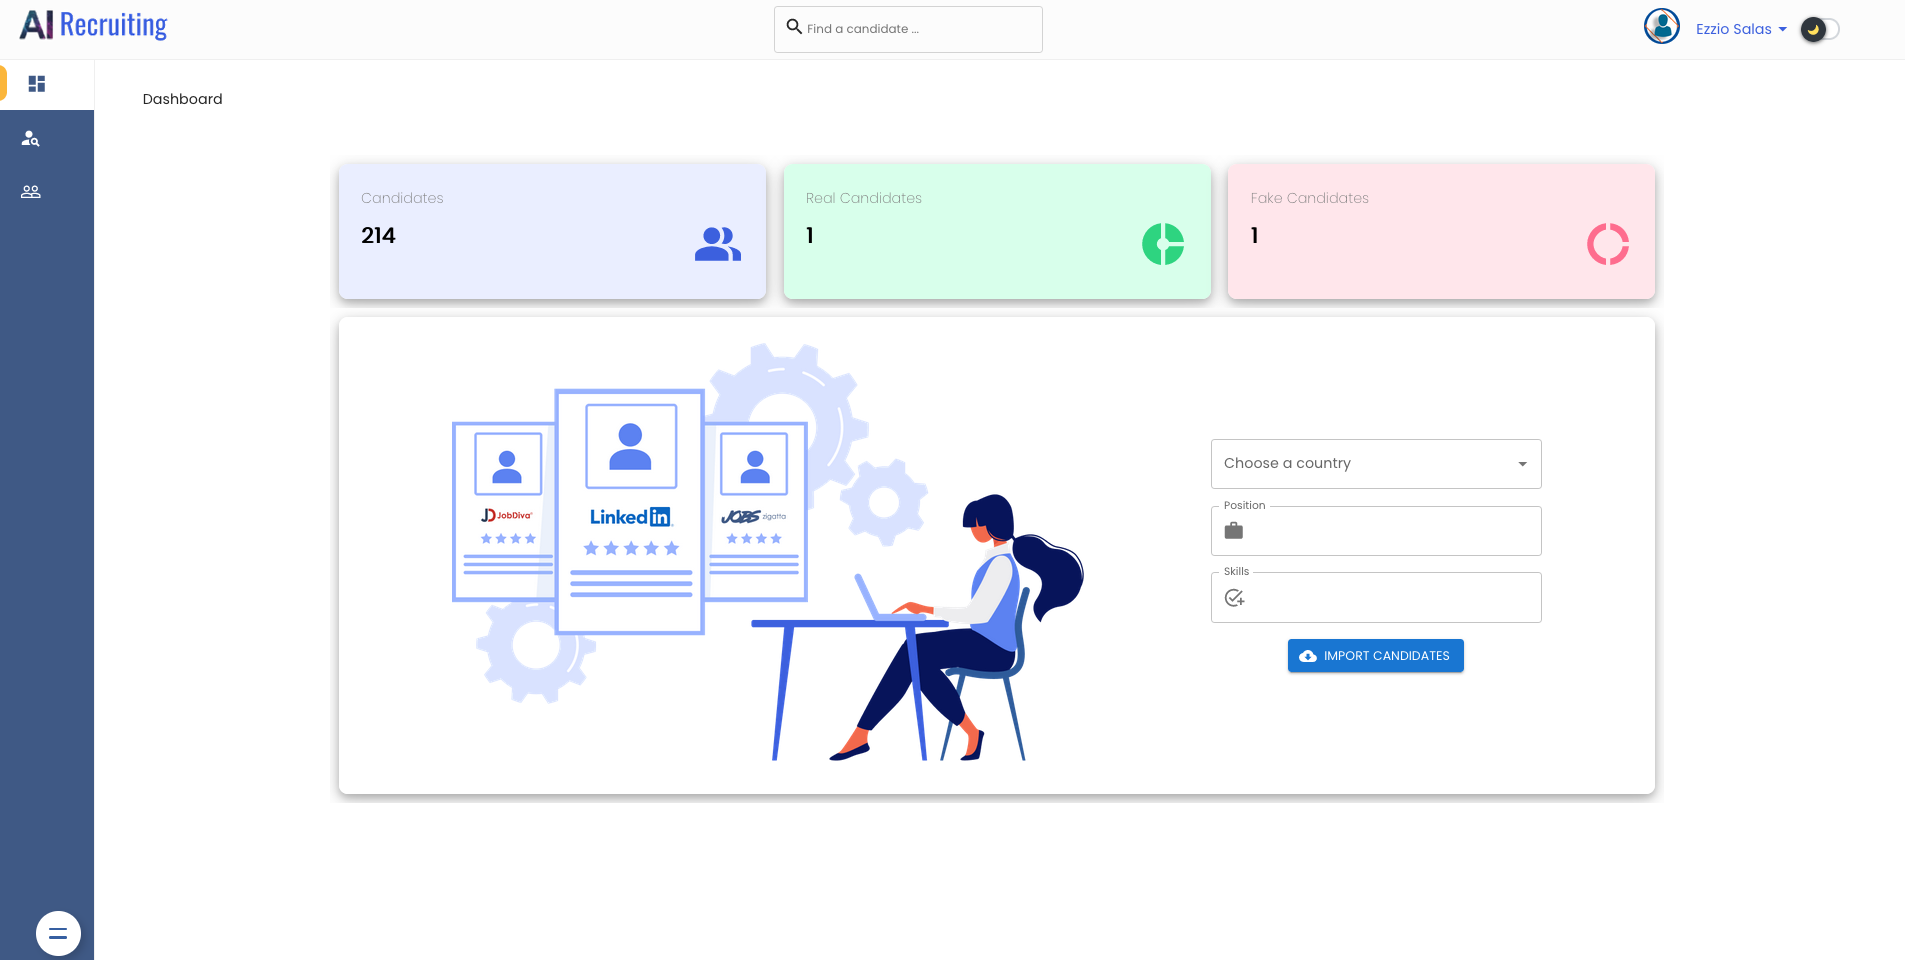 AI Recruiting
Find a candidate ...
Ezzio Salas
Dashboard
Candidates
214
Real Candidates
1
Fake Candidates
1
JobDiva
LinkedIn
JOBS zigatta
Choose a country
Position
Skills
IMPORT CANDIDATES